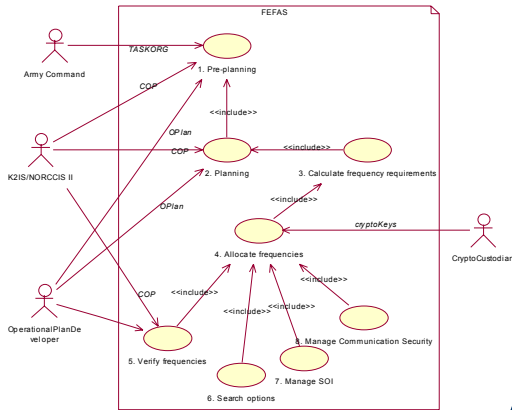 FEFAS
TASKORG
Army Command
1. Pre-planning
COP
<<include>>
OPlan
COP
<<include>>
K2IS/NORCCIS II
2. Planning
3. Calculate frequency requirements
<<include>>
OPlan
cryptoKeys
4. Allocate frequencies
CryptoCustodian
COP
<<include>>
<<include>>
<<include>>
<<include>>
OperationalPlanDe
veloper
8. Manage Communication Security
5. Verify frequencies
7. Manage SOI
6. Search options